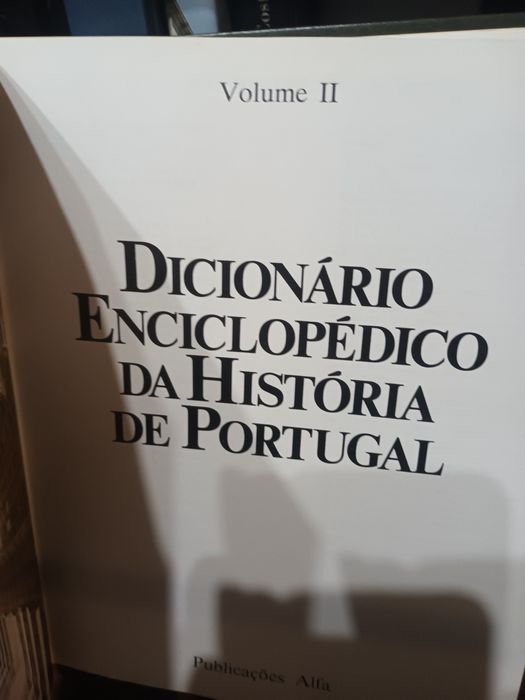 Volume II
DICIONÁRIO
ENCICLOPÉDICO
DA HISTÓRIA
DE PORTUGAL
Publicações Alfa